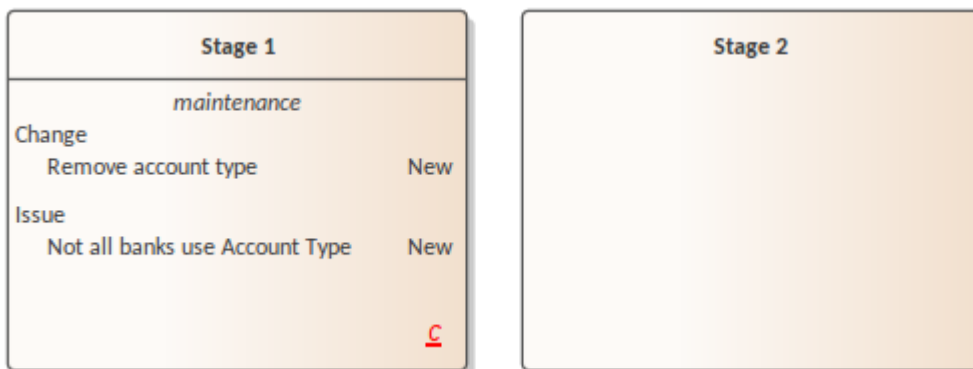 Stage 1
maintenance
Change
Remove account type New
Issue
Not all banks use Account Type New
C
Stage 2